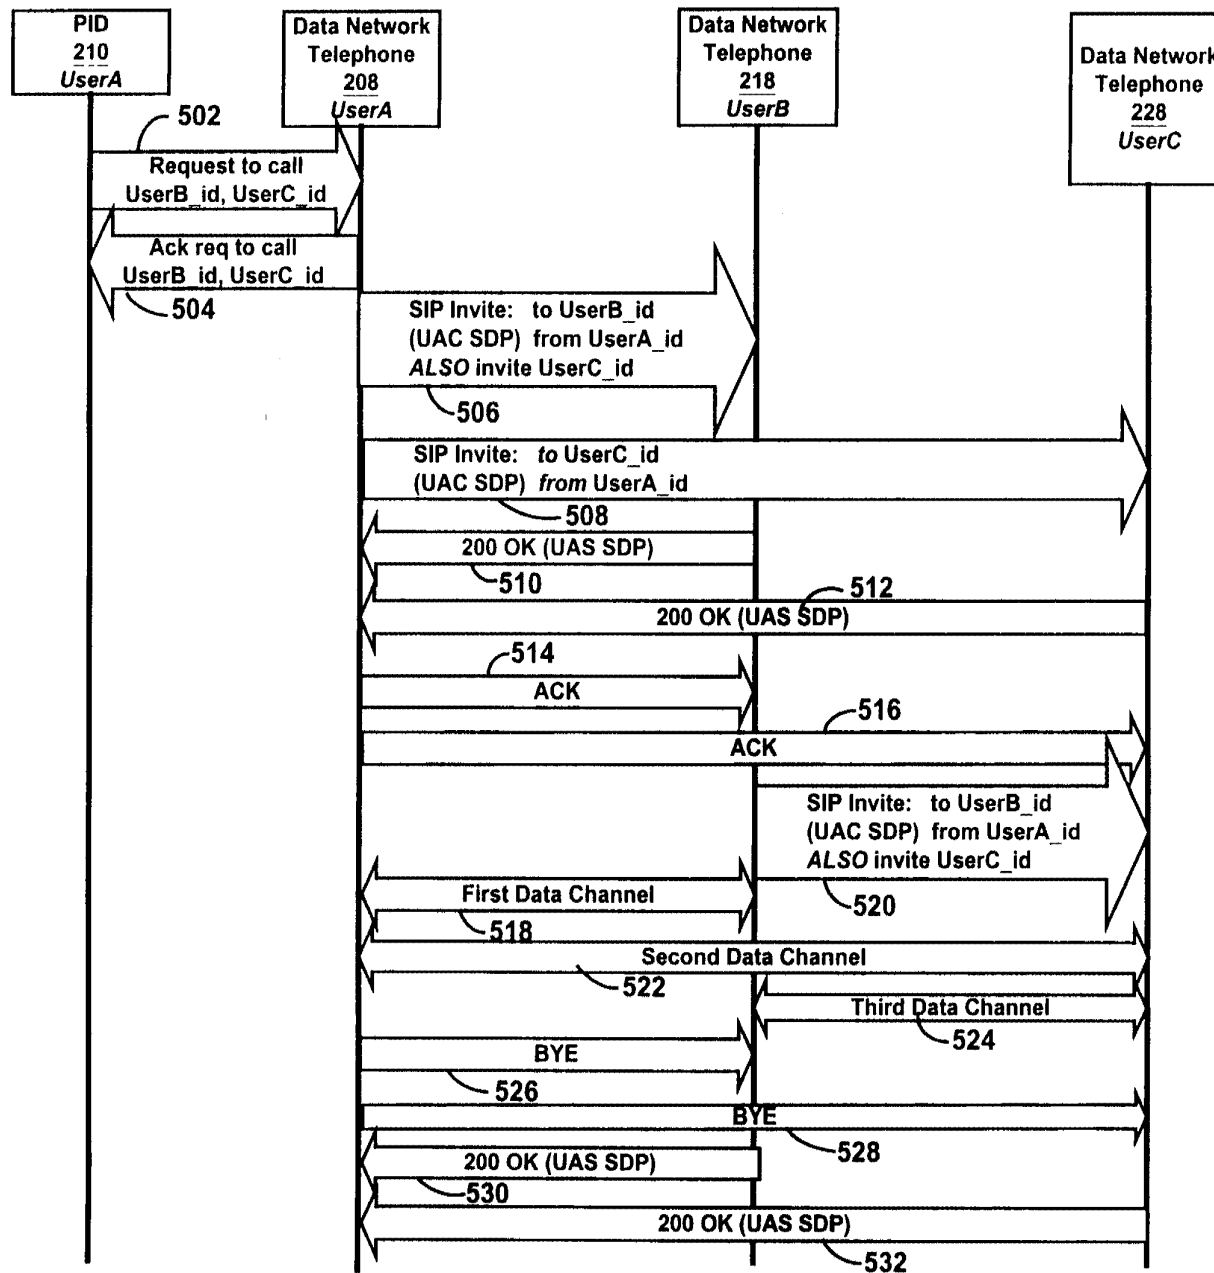 PID
210
UserA
Data Network
Telephone
208
UserA
Data Network
Telephone
218
UserB
Data Network
Telephone
228
UserC
502
Request to call
UserB_id, UserC_id
Ack req to call
UserB_id, UserC_id
504
SIP Invite: to UserB_id
(UAC SDP) from UserA_id
ALSO invite UserC_id
506
SIP Invite: to UserC_id
(UAC SDP) from UserA_id
508
200 OK (UAS SDP)
510
512
200 OK (UAS SDP)
514
ACK
516
ACK
SIP Invite: to UserB_id
(UAC SDP) from UserA_id
ALSO invite UserC_id
520
First Data Channel
518
Second Data Channel
522
Third Data Channel
524
BYE
526
BYE
528
200 OK (UAS SDP)
530
200 OK (UAS SDP)
532